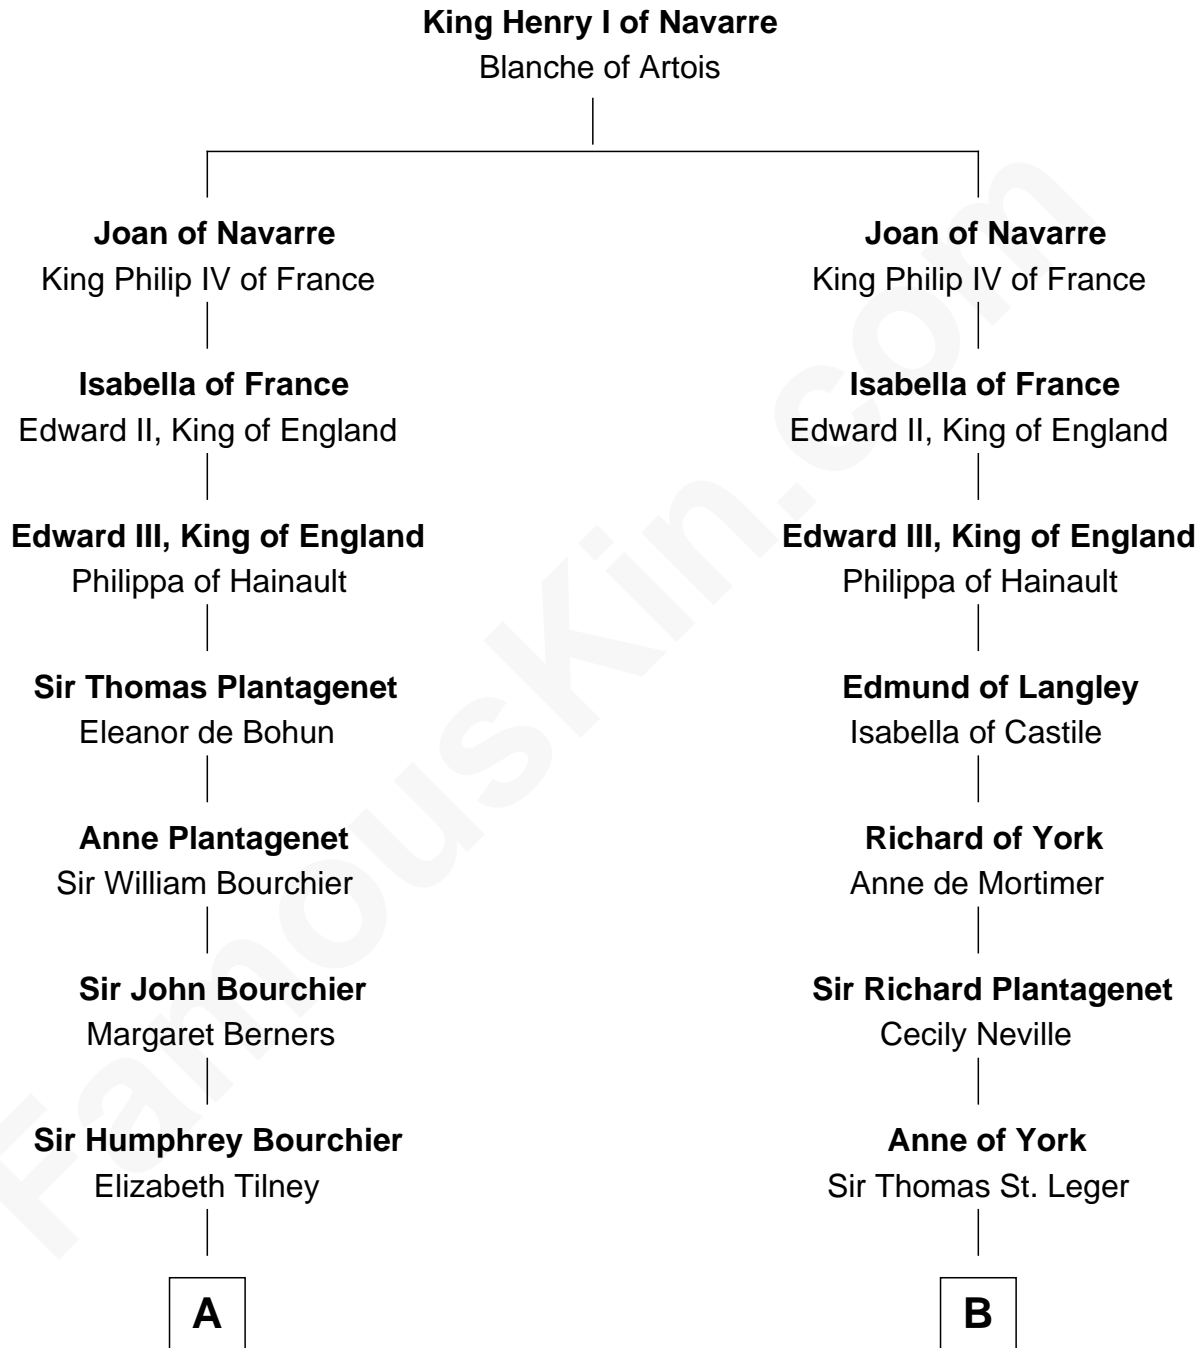 King Henry I of Navarre
Blanche of Artois
Joan of Navarre
King Philip IV of France
Isabella of France
Edward II, King of England
Edward III, King of England
Philippa of Hainault
Sir Thomas Plantagenet
Eleanor de Bohun
Anne Plantagenet
Sir William Bourchier
Sir John Bourchier
Margaret Berners
Sir Humphrey Bourchier
Elizabeth Tilney
A
Joan of Navarre
King Philip IV of France
Isabella of France
Edward II, King of England
Edward III, King of England
Philippa of Hainault
Edmund of Langley
Isabella of Castile
Richard of York
Anne de Mortimer
Sir Richard Plantagenet
Cecily Neville
Anne of York
Sir Thomas St. Leger
B
FamousKin.com